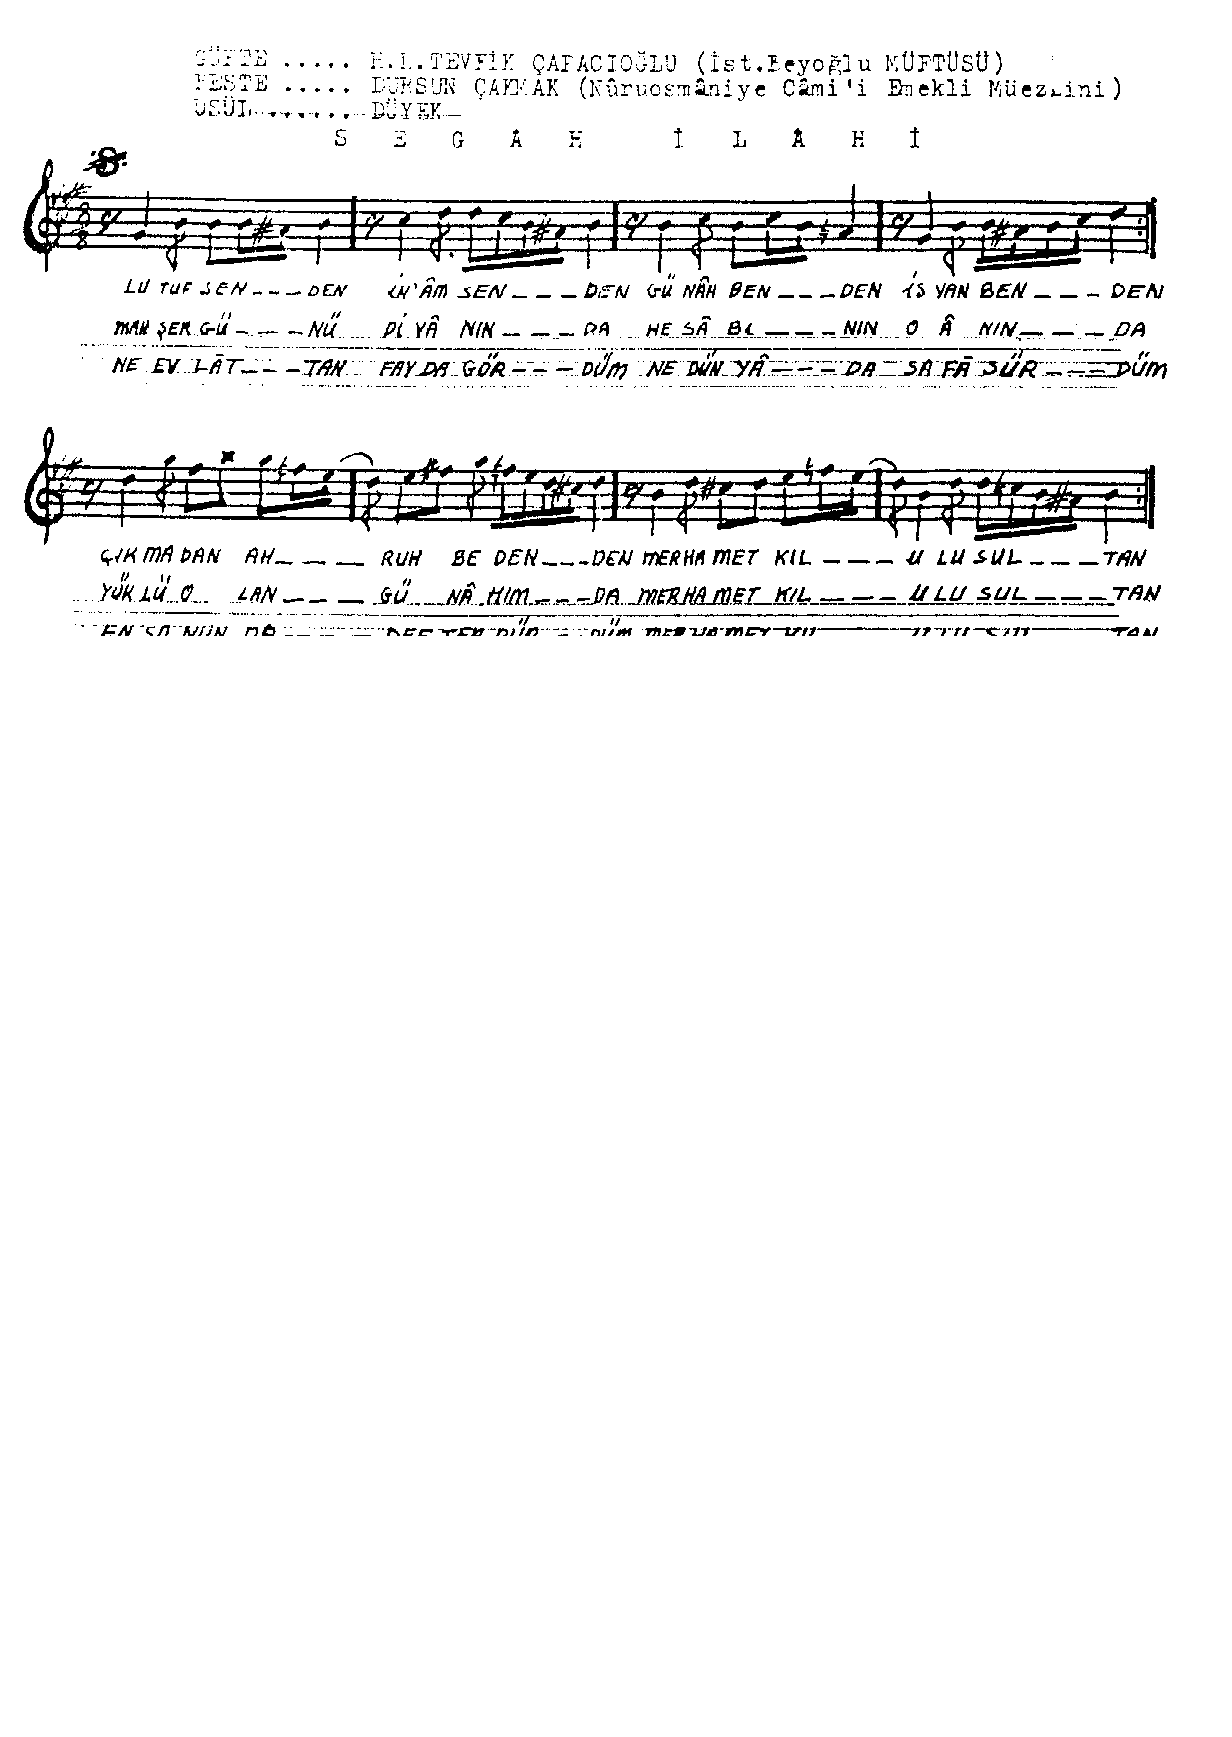 GÜFTE ..... H.L.TEVFİK ÇAPACIOĞLU (İst.Beyoğlu MÜFTÜSÜ)
BESTE ..... DURSUN ÇAKMAK (Nûruosmâniye Câmi'i Emekli Müezzini)
USÜL....... DÜYEK
S E G Â H İ L Â H İ
8 8
LU TUF SEN _ _ _ DEN İN'ÂM SEN _ _ _ DEN GÜ NÂH BEN _ _ _ DEN İS YAN BEN _ _ _ DEN
MAH ŞER GÜ _ _ _ NÜ Dİ VÂ NIN _ _ _ DA HE SÂ BI _ _ _ NIN O Â NIN _ _ _ DA
NE EV LÂT _ _ _ TAN FAY DA GÖR _ _ _ DÜM NE DÜN YÂ _ _ _ DA SA FÂ SÜR _ _ _ DÜM
ÇIK MA DAN AH _ _ _ RUH BE DEN _ _ _ DEN MER HA MET KIL _ _ _ U LU SUL _ _ _ TAN
YÜK LÜ O LAN _ _ _ GÜ NÂ HIM _ _ _ DA MER HA MET KIL _ _ _ U LU SUL _ _ _ TAN